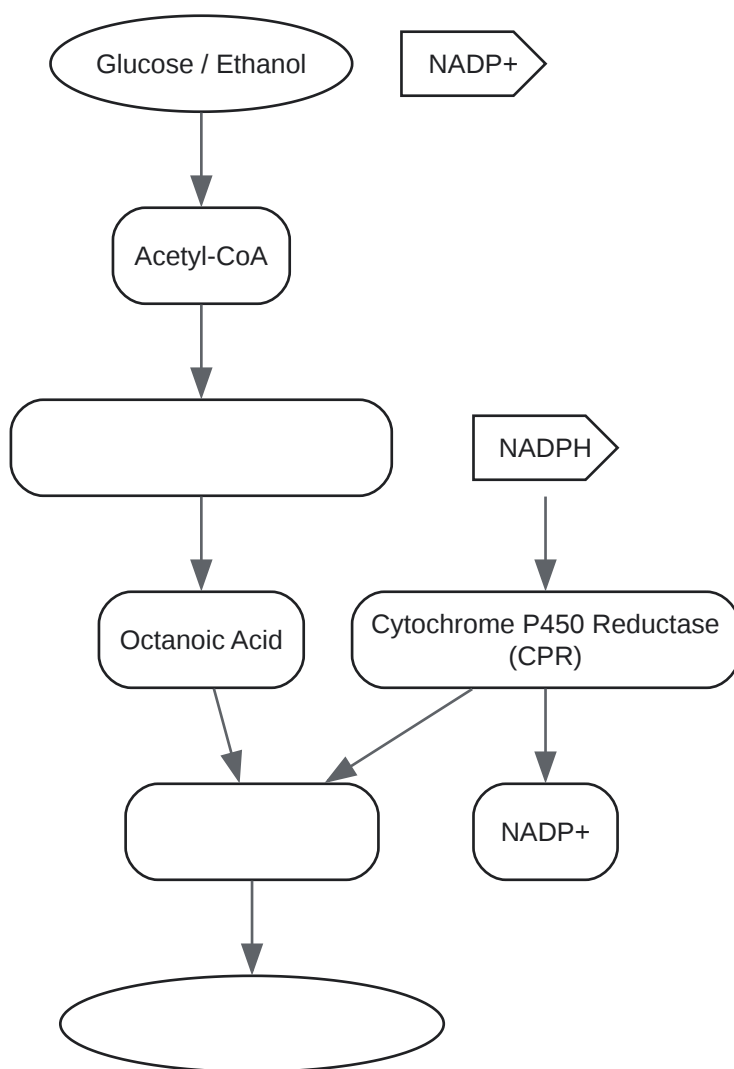 Glucose / Ethanol
NADP+
Acetyl-CoA
NADPH
Octanoic Acid
Cytochrome P450 Reductase
(CPR)
NADP+